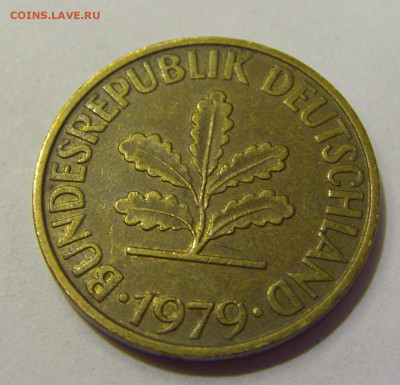 COINS.LAVE.RU
BUNDESREPUBLIK DEUTSCHLAND
· 1979 ·